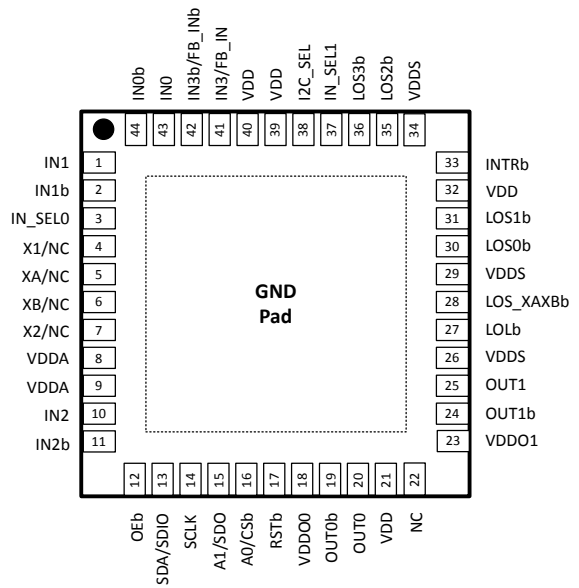 IN0b
IN0
IN3b/FB_INb
IN3/FB_IN
VDD
VDD
I2C_SEL
IN_SEL1
LOS3b
LOS2b
VDDS
44
43
42
41
40
39
38
37
36
35
34
IN1 1
IN1b 2
IN_SEL0 3
X1/NC 4
XA/NC 5
XB/NC 6
X2/NC 7
VDDA 8
VDDA 9
IN2 10
IN2b 11
GND
Pad
33 INTRb
32 VDD
31 LOS1b
30 LOS0b
29 VDDS
28 LOS_XAXBb
27 LOLb
26 VDDS
25 OUT1
24 OUT1b
23 VDDO1
12
13
14
15
16
17
18
19
20
21
22
OEb
SDA/SDIO
SCLK
A1/SDO
A0/CSb
RSTb
VDDO0
OUT0b
OUT0
VDD
NC